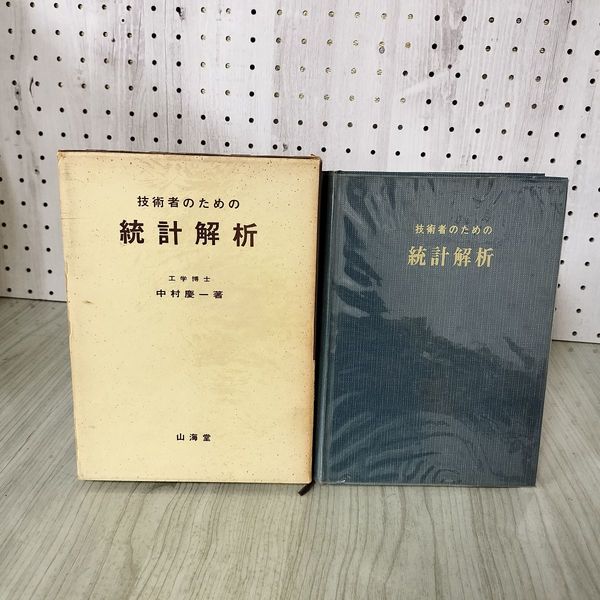 技術者のための
統計解析
工学博士
中村慶一著
山海堂
技術者のための
統計解析